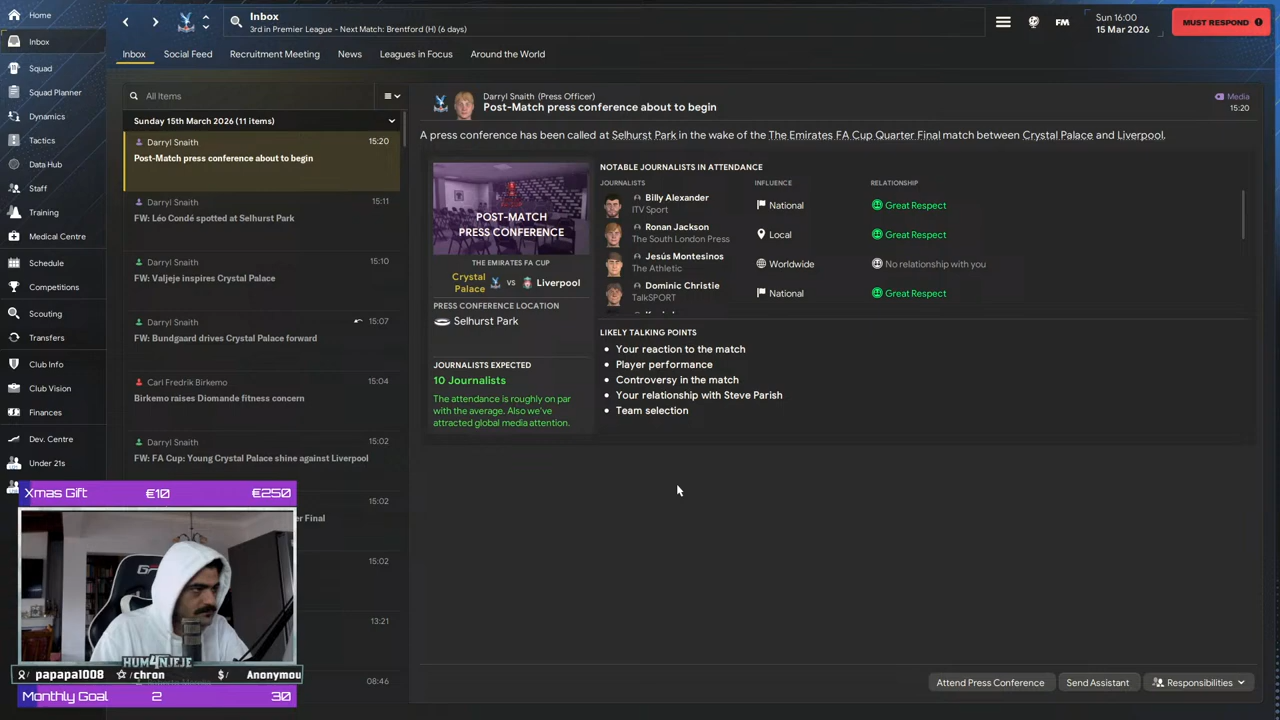 Home
Inbox
Squad
Squad Planner
Dynamics
Tactics
Data Hub
Staff
Training
Medical Centre
Schedule
Competitions
Scouting
Transfers
Club Info
Club Vision
Finances
Dev. Centre
Under 21s
Inbox
3rd in Premier League - Next Match: Brentford (H) (6 days)
FM
Sun 16:00
15 Mar 2026
MUST RESPOND
Inbox
Social Feed
Recruitment Meeting
News
Leagues in Focus
Around the World
All Items
Sunday 15th March 2026 (11 items)
Darryl Snaith 15:20
Post-Match press conference about to begin
Darryl Snaith 15:11
FW: Léo Condé spotted at Selhurst Park
Darryl Snaith 15:10
FW: Valjeje inspires Crystal Palace
Darryl Snaith 15:07
FW: Bundgaard drives Crystal Palace forward
Carl Fredrik Birkemo 15:04
Birkemo raises Diomande fitness concern
Darryl Snaith 15:02
FW: FA Cup: Young Crystal Palace shine against Liverpool
15:02
er Final
15:02
13:21
08:46
Darryl Snaith (Press Officer)
Post-Match press conference about to begin
Media
15:20
A press conference has been called at Selhurst Park in the wake of the The Emirates FA Cup Quarter Final match between Crystal Palace and Liverpool.
POST-MATCH
PRESS CONFERENCE
THE EMIRATES FA CUP
Crystal Palace VS Liverpool
PRESS CONFERENCE LOCATION
Selhurst Park
JOURNALISTS EXPECTED
10 Journalists
The attendance is roughly on par
with the average. Also we've
attracted global media attention.
NOTABLE JOURNALISTS IN ATTENDANCE
JOURNALISTS INFLUENCE RELATIONSHIP
Billy Alexander
ITV Sport
National
Great Respect
Ronan Jackson
The South London Press
Local
Great Respect
Jesús Montesinos
The Athletic
Worldwide
No relationship with you
Dominic Christie
TalkSPORT
National
Great Respect
LIKELY TALKING POINTS
• Your reaction to the match
• Player performance
• Controversy in the match
• Your relationship with Steve Parish
• Team selection
Attend Press Conference
Send Assistant
Responsibilities
Xmas Gift €10 €250
HUM4NJEJE
papapa1008 chron $/ Anonymou
Monthly Goal 2 30